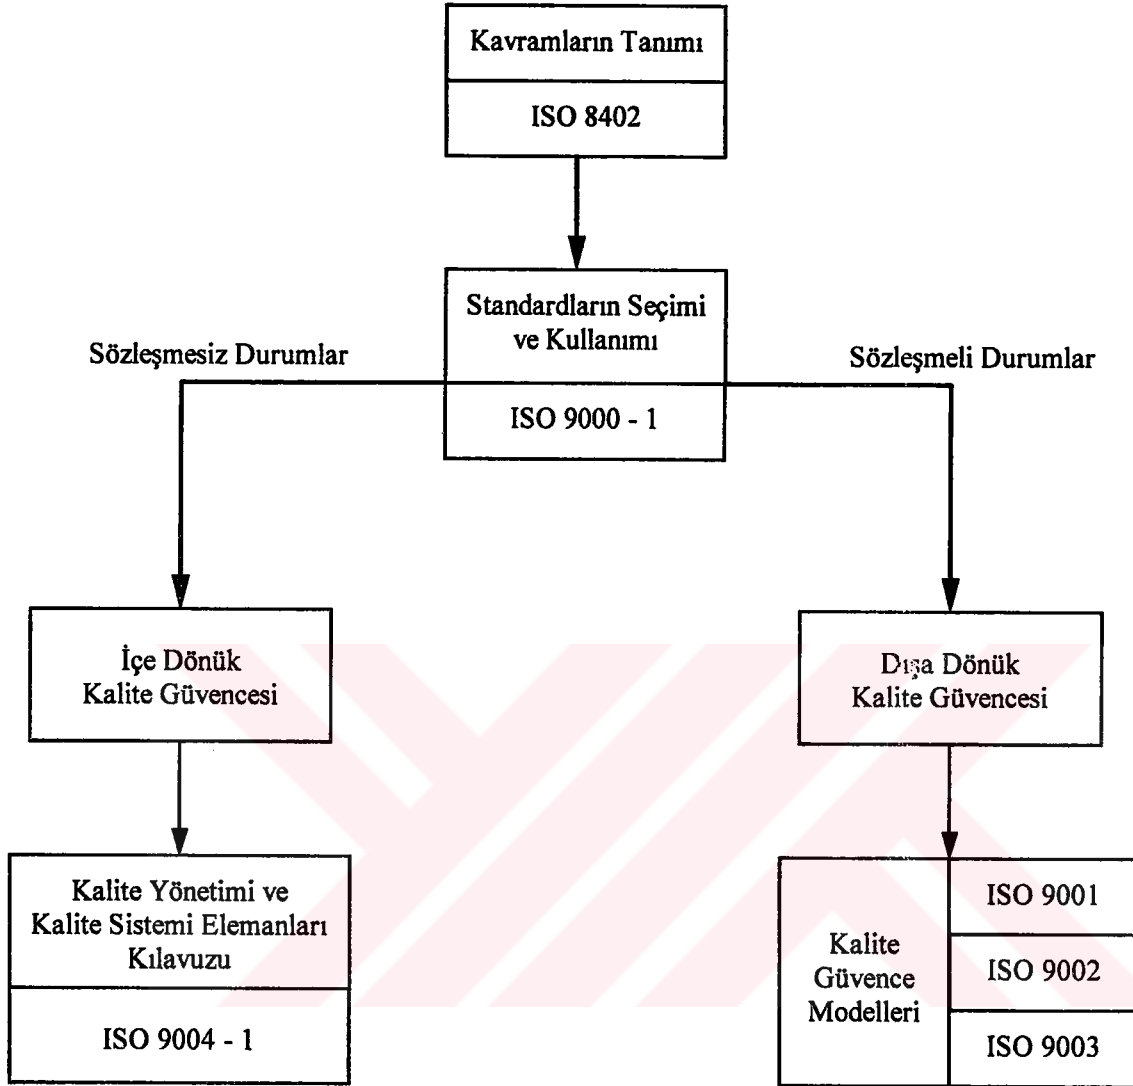 Kavramların Tanımı
ISO 8402
Standardların Seçimi
ve Kullanımı
Sözleşmesiz Durumlar
Sözleşmeli Durumlar
ISO 9000 - 1
İçe Dönük
Kalite Güvencesi
Dışa Dönük
Kalite Güvencesi
Kalite Yönetimi ve
Kalite Sistemi Elemanları
Kılavuzu
ISO 9004 - 1
Kalite
Güvence
Modelleri
ISO 9001
ISO 9002
ISO 9003